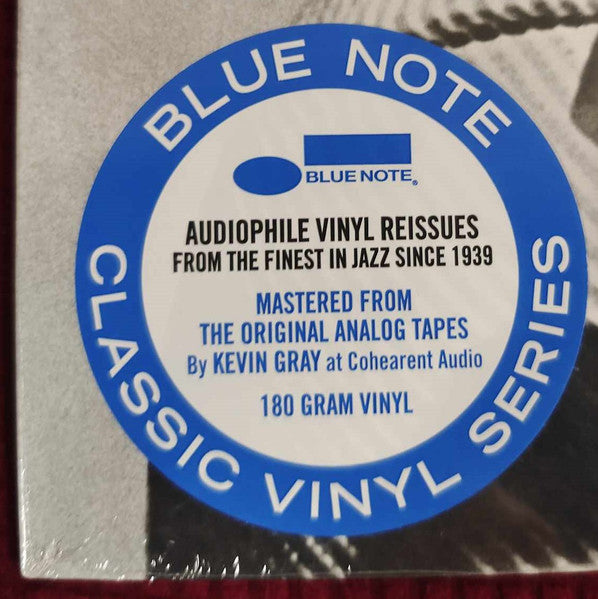 BLUE NOTE
BLUE NOTE®
AUDIOPHILE VINYL REISSUES
FROM THE FINEST IN JAZZ SINCE 1939
MASTERED FROM
THE ORIGINAL ANALOG TAPES
By KEVIN GRAY at Cohearent Audio
180 GRAM VINYL
CLASSIC VINYL SERIES